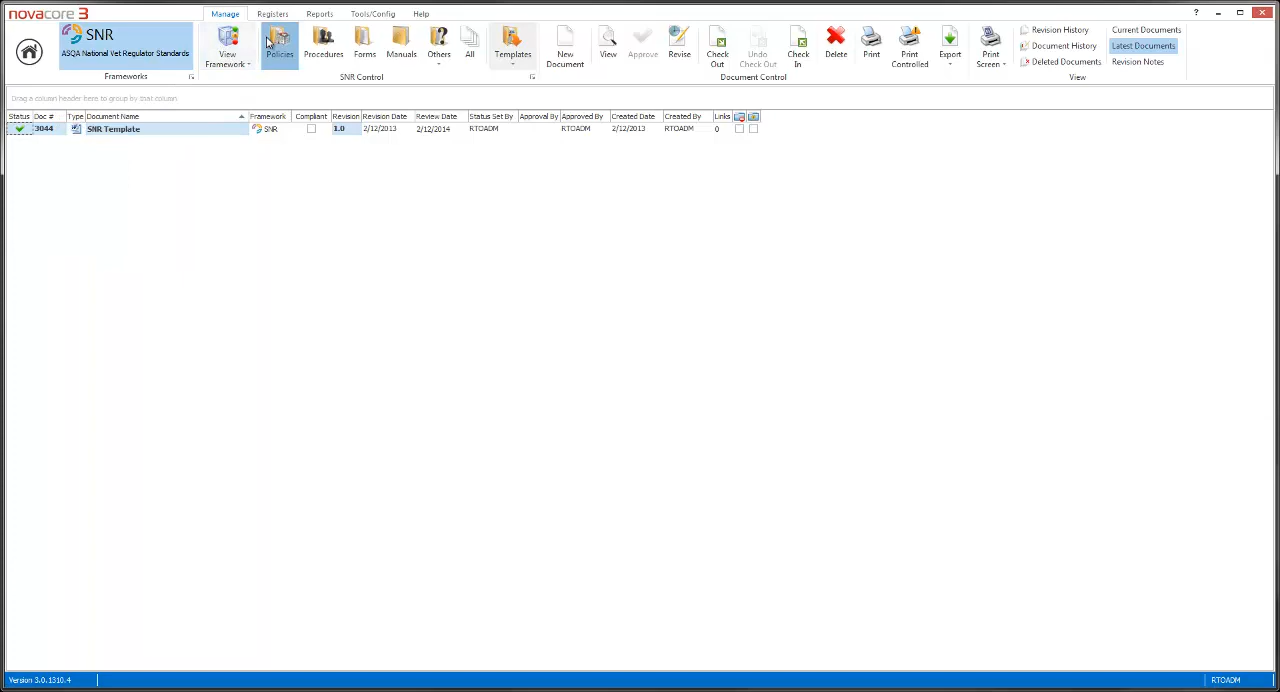 novacore 3
Manage Registers Reports Tools/Config Help
?
SNR
ASQA National Vet Regulator Standards
Frameworks
View Framework
Policies
Procedures
Forms
Manuals
Others
All
Templates
SNR Control
New Document
View
Approve
Revise
Check Out
Undo Check Out
Check In
Delete
Print
Print Controlled
Export
Document Control
Print Screen
Revision History
Document History
Deleted Documents
Current Documents
Latest Documents
Revision Notes
View
Drag a column header here to group by that column
Status Doc # Type Document Name Framework Compliant Revision Revision Date Review Date Status Set By Approval By Approved By Created Date Created By Links
3044 SNR Template SNR 1.0 2/12/2013 2/12/2014 RTOADM RTOADM 2/12/2013 RTOADM 0
Version 3.0.1310.4
RTOADM